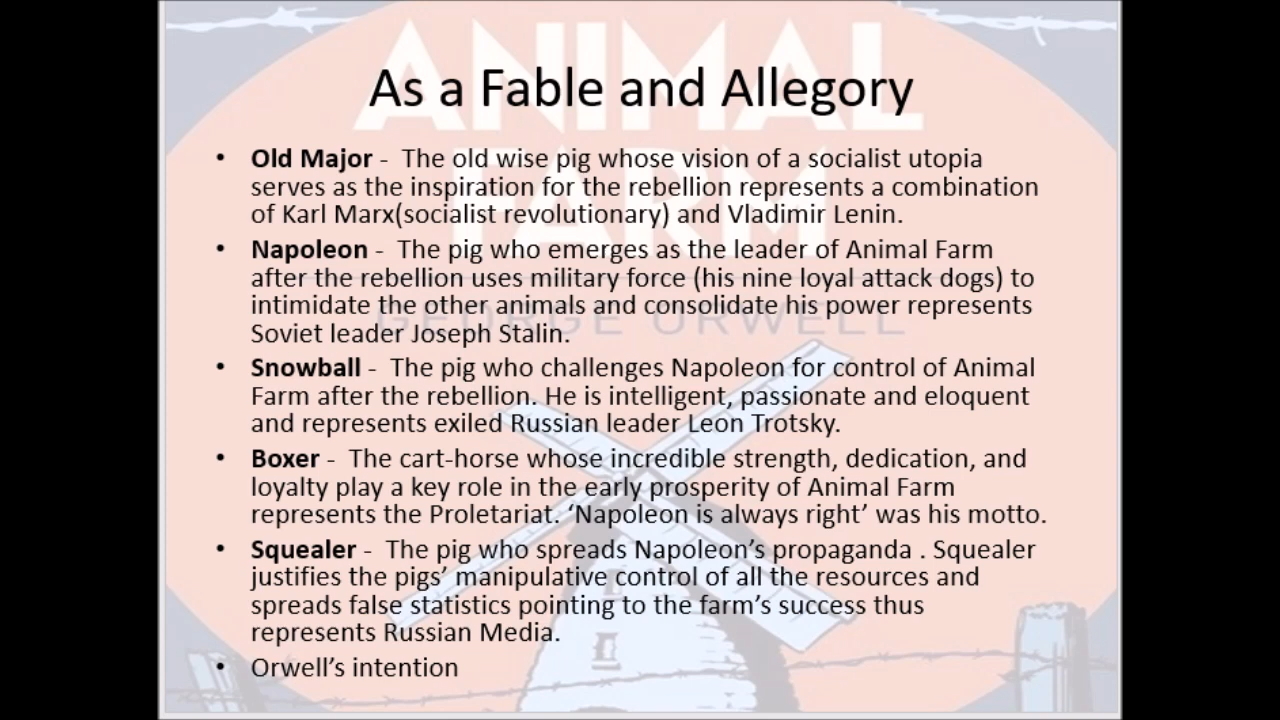 ANIMAL
FARM
GEORGE ORWELL
As a Fable and Allegory
• Old Major - The old wise pig whose vision of a socialist utopia
serves as the inspiration for the rebellion represents a combination
of Karl Marx(socialist revolutionary) and Vladimir Lenin.
• Napoleon - The pig who emerges as the leader of Animal Farm
after the rebellion uses military force (his nine loyal attack dogs) to
intimidate the other animals and consolidate his power represents
Soviet leader Joseph Stalin.
• Snowball - The pig who challenges Napoleon for control of Animal
Farm after the rebellion. He is intelligent, passionate and eloquent
and represents exiled Russian leader Leon Trotsky.
• Boxer - The cart-horse whose incredible strength, dedication, and
loyalty play a key role in the early prosperity of Animal Farm
represents the Proletariat. ‘Napoleon is always right’ was his motto.
• Squealer - The pig who spreads Napoleon’s propaganda . Squealer
justifies the pigs’ manipulative control of all the resources and
spreads false statistics pointing to the farm’s success thus
represents Russian Media.
• Orwell’s intention